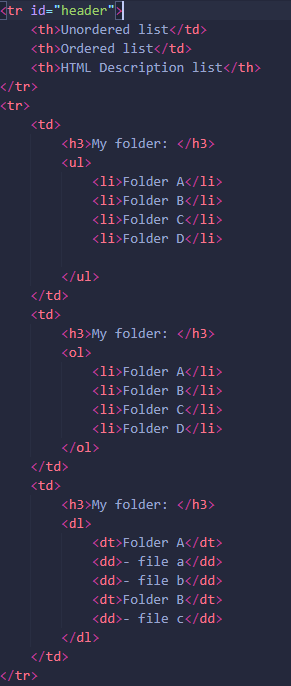 <tr id="header">
<th>Unordered list</td>
<th>Ordered list</td>
<th>HTML Description list</th>
</tr>
<tr>
<td>
<h3>My folder: </h3>
<ul>
<li>Folder A</li>
<li>Folder B</li>
<li>Folder C</li>
<li>Folder D</li>
</ul>
</td>
<td>
<h3>My folder: </h3>
<ol>
<li>Folder A</li>
<li>Folder B</li>
<li>Folder C</li>
<li>Folder D</li>
</ol>
</td>
<td>
<h3>My folder: </h3>
<dl>
<dt>Folder A</dt>
<dd>- file a</dd>
<dd>- file b</dd>
<dt>Folder B</dt>
<dd>- file c</dd>
</dl>
</td>
</tr>